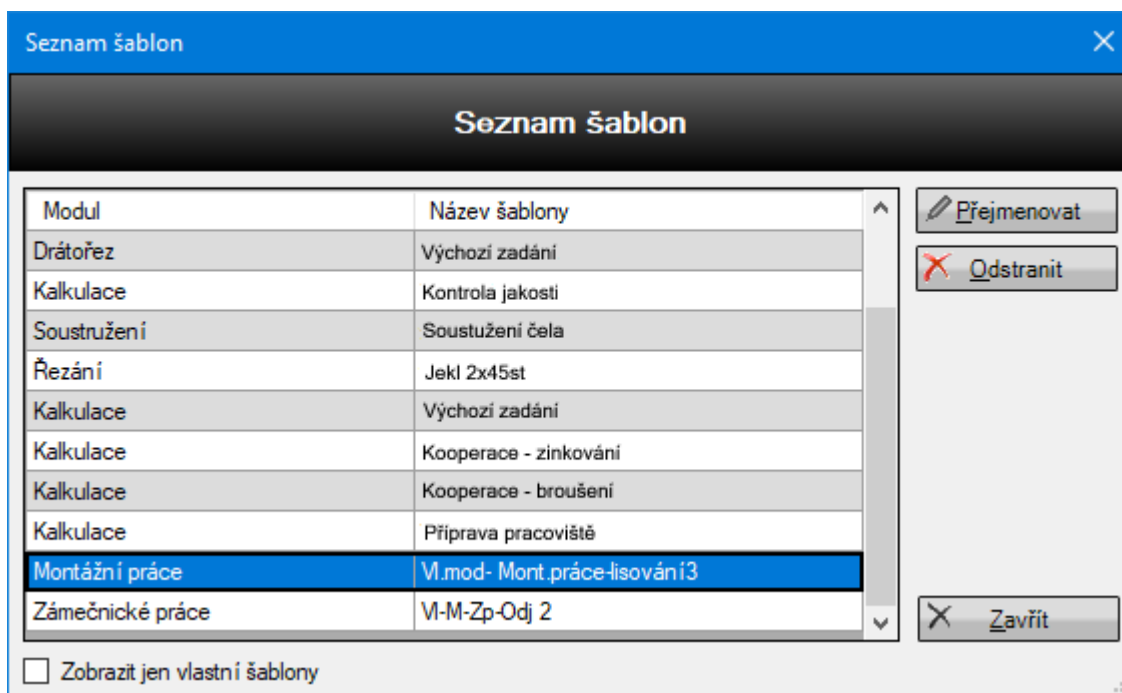 Seznam šablon
Seznam šablon
Modul Název šablony
Drátořez Výchozí zadání
Kalkulace Kontrola jakosti
Soustružení Soustužení čela
Řezání Jekl 2x45st
Kalkulace Výchozí zadání
Kalkulace Kooperace - zinkování
Kalkulace Kooperace - broušení
Kalkulace Příprava pracoviště
Montážní práce Vl.mod- Mont.práce-lisování3
Zámečnické práce Vl-M-Zp-Odj 2
Přejmenovat
Odstranit
Zavřít
Zobrazit jen vlastní šablony